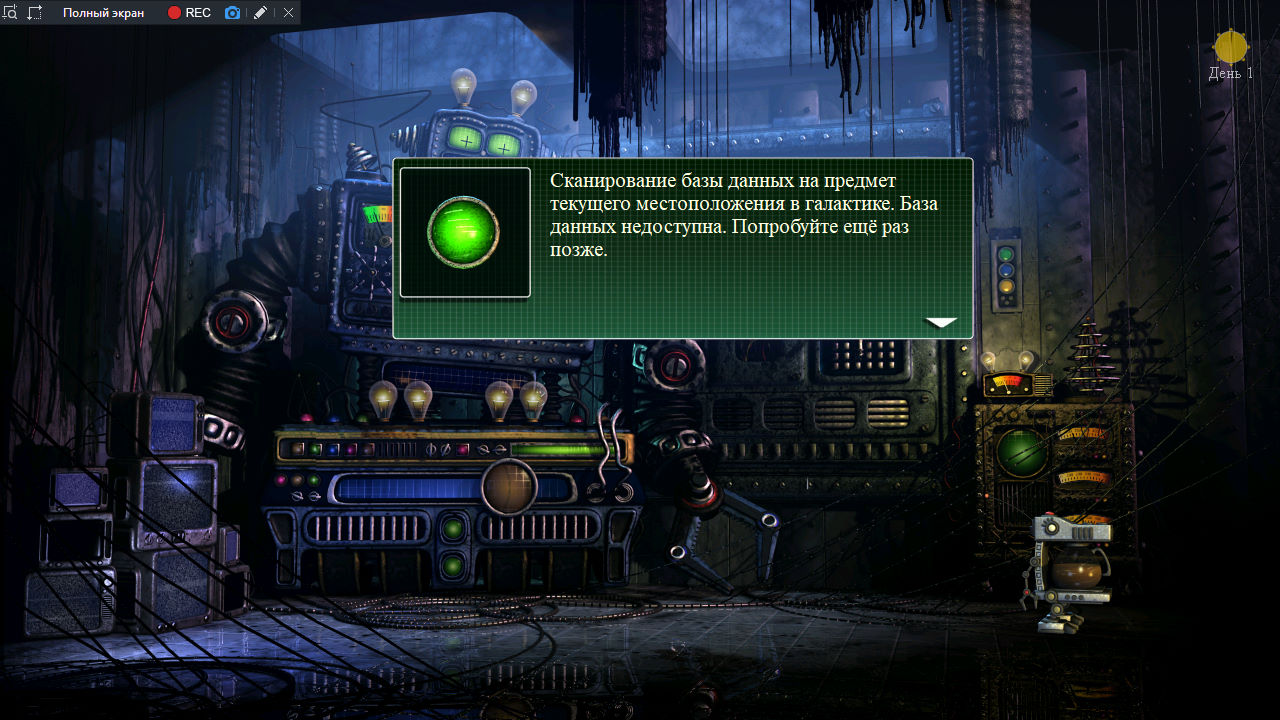 Полный экран REC
День 1
Сканирование базы данных на предмет
текущего местоположения в галактике. База
данных недоступна. Попробуйте ещё раз
позже.